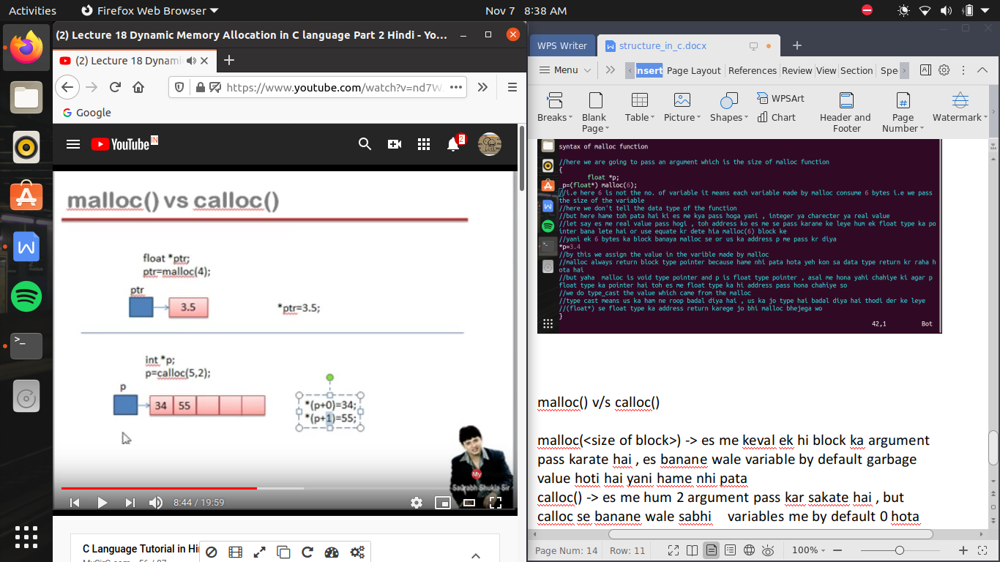 Activities
Firefox Web Browser
Nov 7 8:38 AM
(2) Lecture 18 Dynamic Memory Allocation in C language Part 2 Hindi - Yo...
(2) Lecture 18 Dynami
https://www.youtube.com/watch?v=nd7W
Google
YouTube IN
2
malloc() vs calloc()
float *ptr;
ptr=malloc(4);
ptr
3.5
*ptr=3.5;
int *p;
p=calloc(5,2);
p
34 55
*(p+0)=34;
*(p+1)=55;
My
Saurabh Shukla Sir
8:44 / 19:59
C Language Tutorial in Hi
WPS Writer
structure_in_c.docx
Menu
Insert
Page Layout
References
Review
View
Section
Spe
Breaks
Blank Page
Table
Picture
Shapes
WPSArt
Chart
Header and Footer
Page Number
Watermark
syntax of malloc function
//here we are going to pass an argument which is the size of malloc function
{
float *p;
p=(float*) malloc(6);
//i.e here 6 is not the no. of variable it means each variable made by malloc consume 6 bytes i.e we pass
the size of the variable
//here we don't tell the data type of the function
//but here hame toh pata hai ki es me kya pass hoga yani , integer ya charecter ya real value
//let say es me real value pass hogi , toh address ko es me se pass karane ke leye hum ek float type ka po
inter bana lete hai or use equate kr dete hia malloc(6) block ke
//yani ek 6 bytes ka block banaya malloc se or us ka address p me pass kr diya
*p=3.4
//by this we assign the value in the varible made by malloc
//malloc always return block type pointer because hame nhi pata hota yeh kon sa data type return kr raha h
ota hai
//but yaha malloc is void type pointer and p is float type pointer , asal me hona yahi chahiye ki agar p
float type ka pointer hai toh es me float type ka hi address pass hona chahiye so
//we do type_cast the value which came from the malloc
//type cast means us ka ham ne roop badal diya hai , us ka jo type hai badal diya hai thodi der ke leye
//(float*) se float type ka address return karege jo bhi malloc bhejega wo
}
42,1 Bot
malloc() v/s calloc()
malloc(<size of block>) -> es me keval ek hi block ka argument
pass karate hai , es banane wale variable by default garbage
value hoti hai yani hame nhi pata
calloc() -> es me hum 2 argument pass kar sakate hai , but
calloc se banane wale sabhi variables me by default 0 hota
Page Num: 14 Row: 11
100%